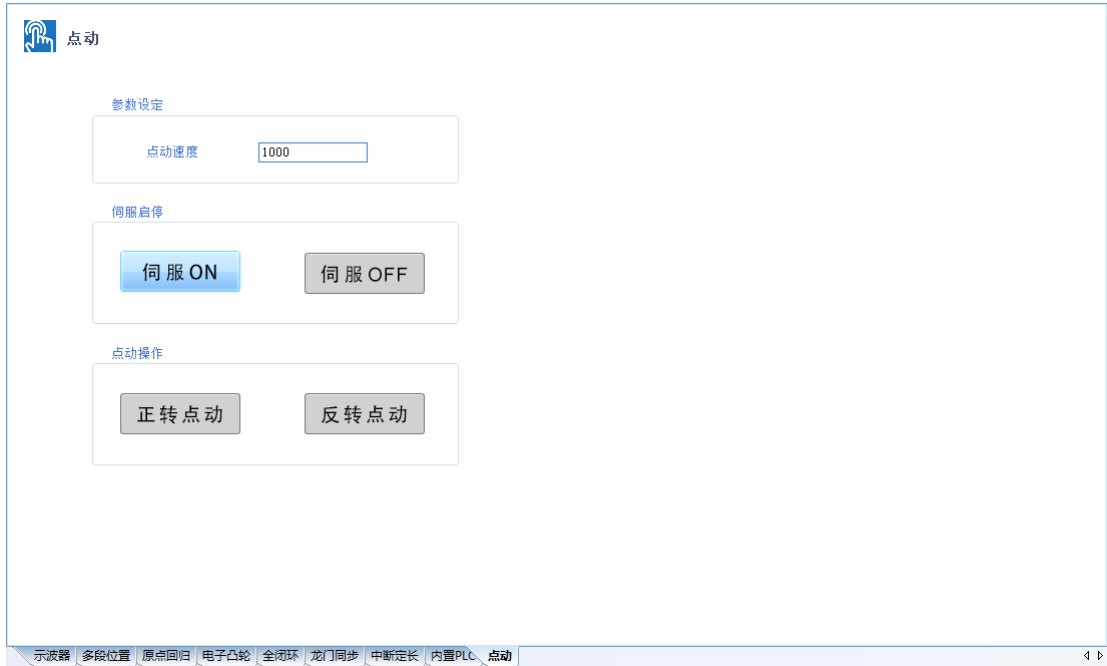 点动
参数设定
点动速度 1000
伺服启停
伺服ON 伺服OFF
点动操作
正转点动 反转点动
示波器 多段位置 原点回归 电子凸轮 全闭环 龙门同步 中断定长 内置PLC 点动